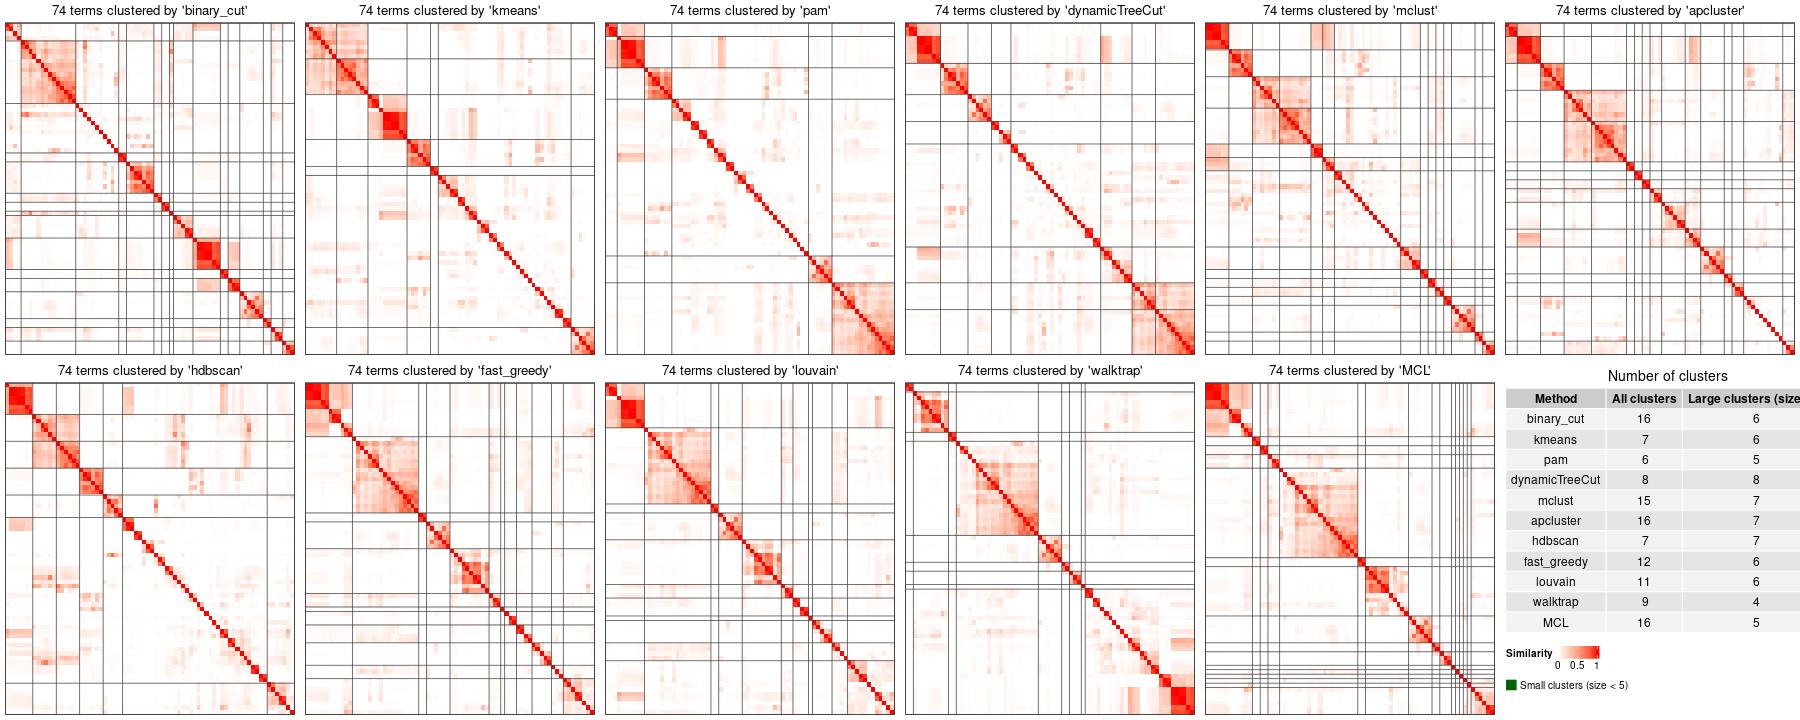 74 terms clustered by 'binary_cut'
74 terms clustered by 'kmeans'
74 terms clustered by 'pam'
74 terms clustered by 'dynamicTreeCut'
74 terms clustered by 'mclust'
74 terms clustered by 'apcluster'
74 terms clustered by 'hdbscan'
74 terms clustered by 'fast_greedy'
74 terms clustered by 'louvain'
74 terms clustered by 'walktrap'
74 terms clustered by 'MCL'
Number of clusters
Method All clusters Large clusters (size
binary_cut 16 6
kmeans 7 6
pam 6 5
dynamicTreeCut 8 8
mclust 15 7
apcluster 16 7
hdbscan 7 7
fast_greedy 12 6
louvain 11 6
walktrap 9 4
MCL 16 5
Similarity
0 0.5 1
Small clusters (size < 5)